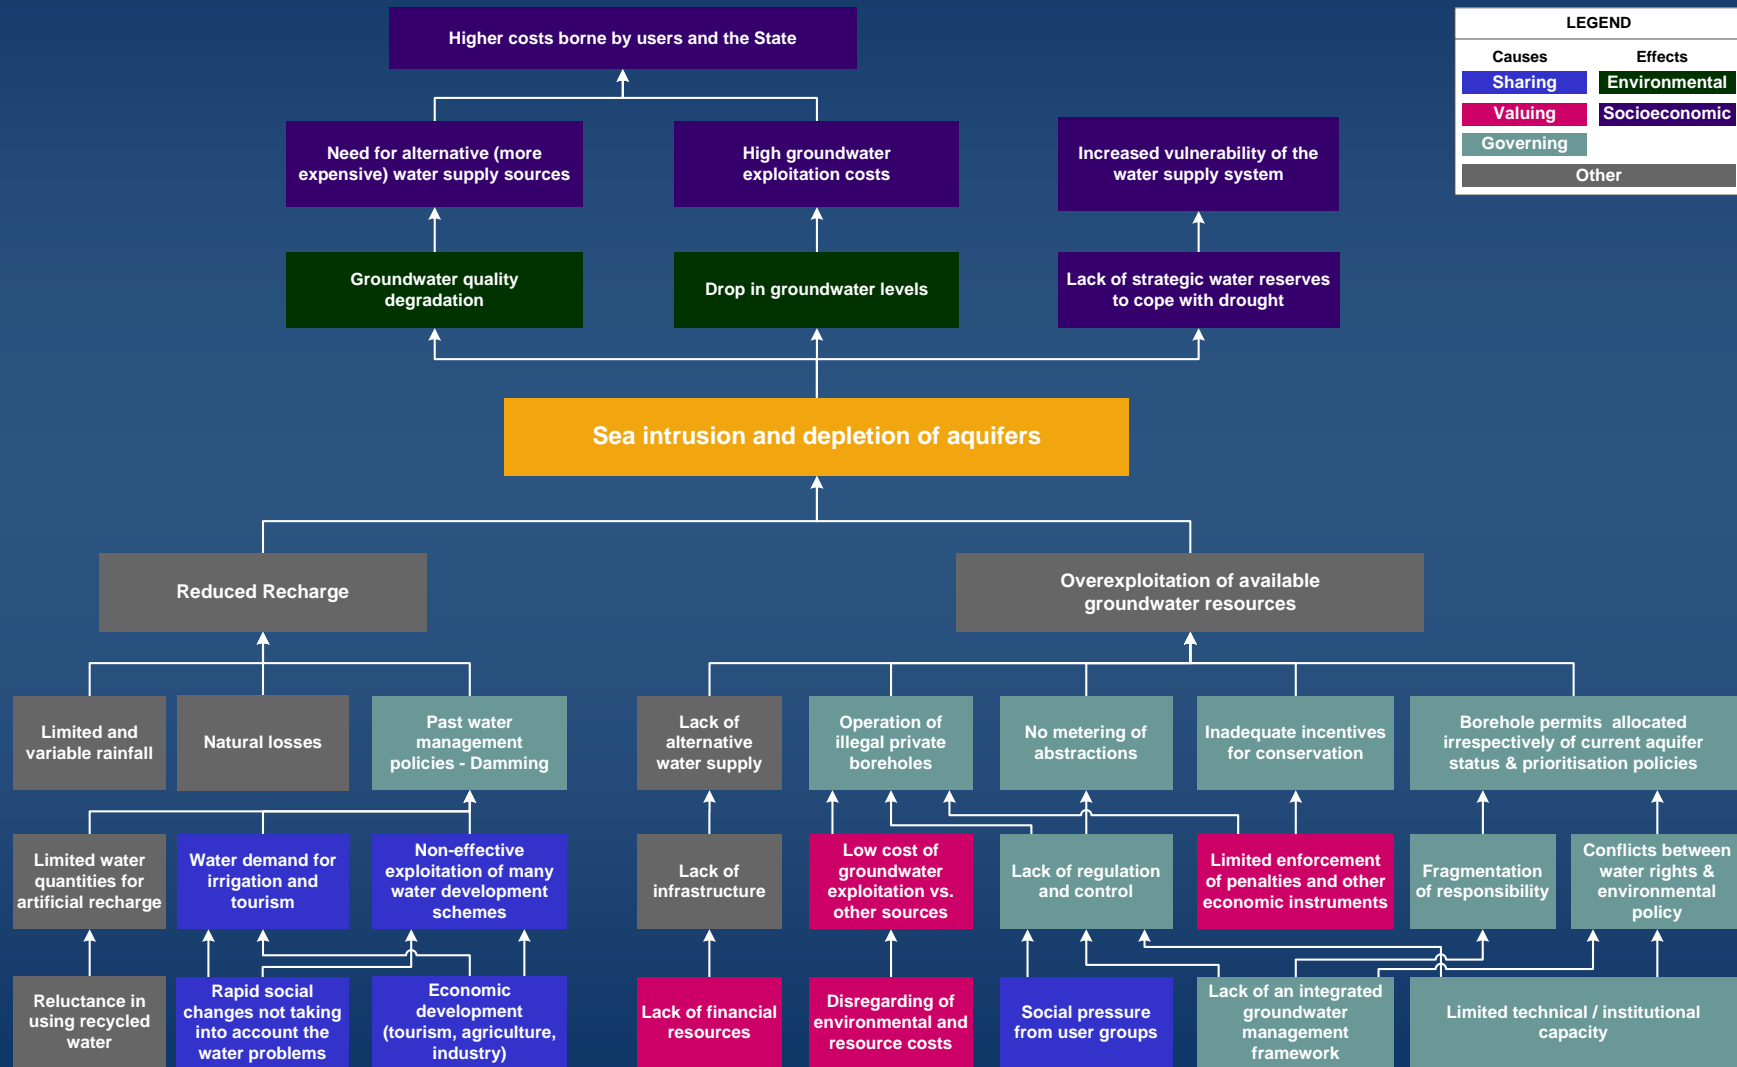 Higher costs borne by users and the State
LEGEND
Causes
Effects
Sharing
Environmental
Valuing
Socioeconomic
Governing
Other
Need for alternative (more
expensive) water supply sources
High groundwater
exploitation costs
Increased vulnerability of the
water supply system
Groundwater quality
degradation
Drop in groundwater levels
Lack of strategic water reserves
to cope with drought
Sea intrusion and depletion of aquifers
Reduced Recharge
Overexploitation of available
groundwater resources
Limited and
variable rainfall
Natural losses
Past water
management
policies - Damming
Lack of
alternative
water supply
Operation of
illegal private
boreholes
No metering of
abstractions
Inadequate incentives
for conservation
Borehole permits allocated
irrespectively of current aquifer
status & prioritisation policies
Limited water
quantities for
artificial recharge
Water demand for
irrigation and
tourism
Non-effective
exploitation of many
water development
schemes
Lack of
infrastructure
Low cost of
groundwater
exploitation vs.
other sources
Lack of regulation
and control
Limited enforcement
of penalties and other
economic instruments
Fragmentation
of responsibility
Conflicts between
water rights &
environmental
policy
Reluctance in
using recycled
water
Rapid social
changes not taking
into account the
water problems
Economic
development
(tourism, agriculture,
industry)
Lack of financial
resources
Disregarding of
environmental and
resource costs
Social pressure
from user groups
Lack of an integrated
groundwater
management
framework
Limited technical / institutional
capacity